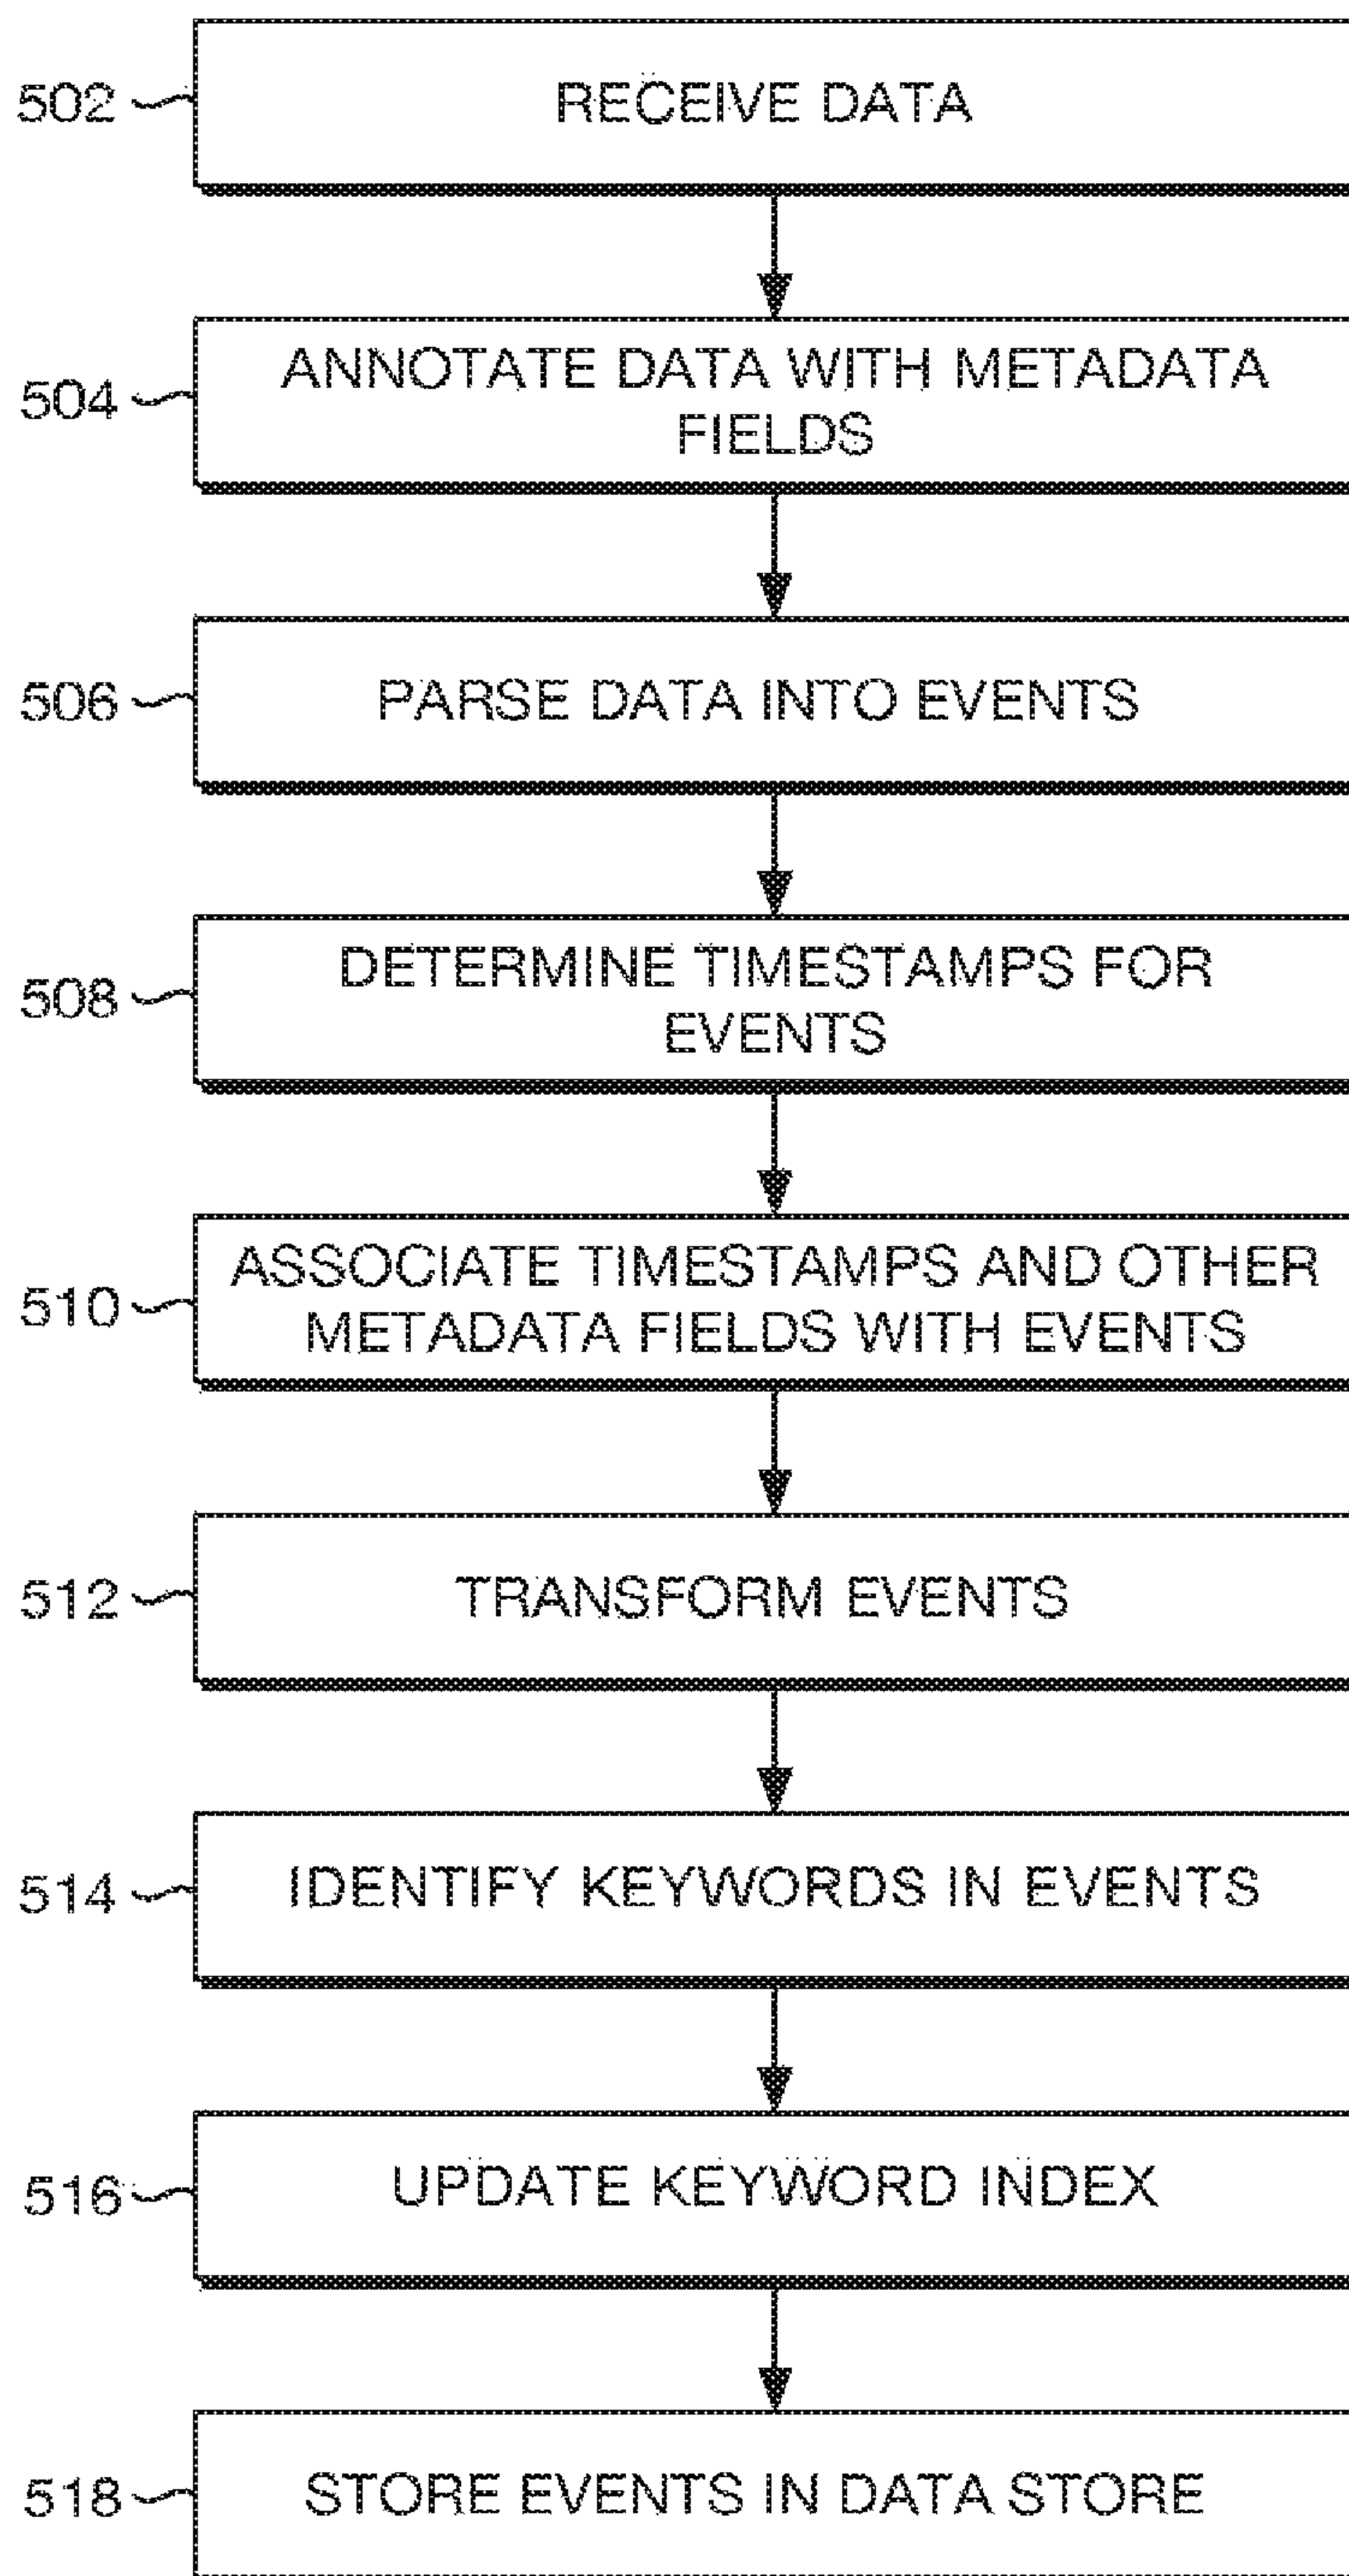 502
RECEIVE DATA
504
ANNOTATE DATA WITH METADATA
FIELDS
506
PARSE DATA INTO EVENTS
508
DETERMINE TIMESTAMPS FOR
EVENTS
510
ASSOCIATE TIMESTAMPS AND OTHER
METADATA FIELDS WITH EVENTS
512
TRANSFORM EVENTS
514
IDENTIFY KEYWORDS IN EVENTS
516
UPDATE KEYWORD INDEX
518
STORE EVENTS IN DATA STORE